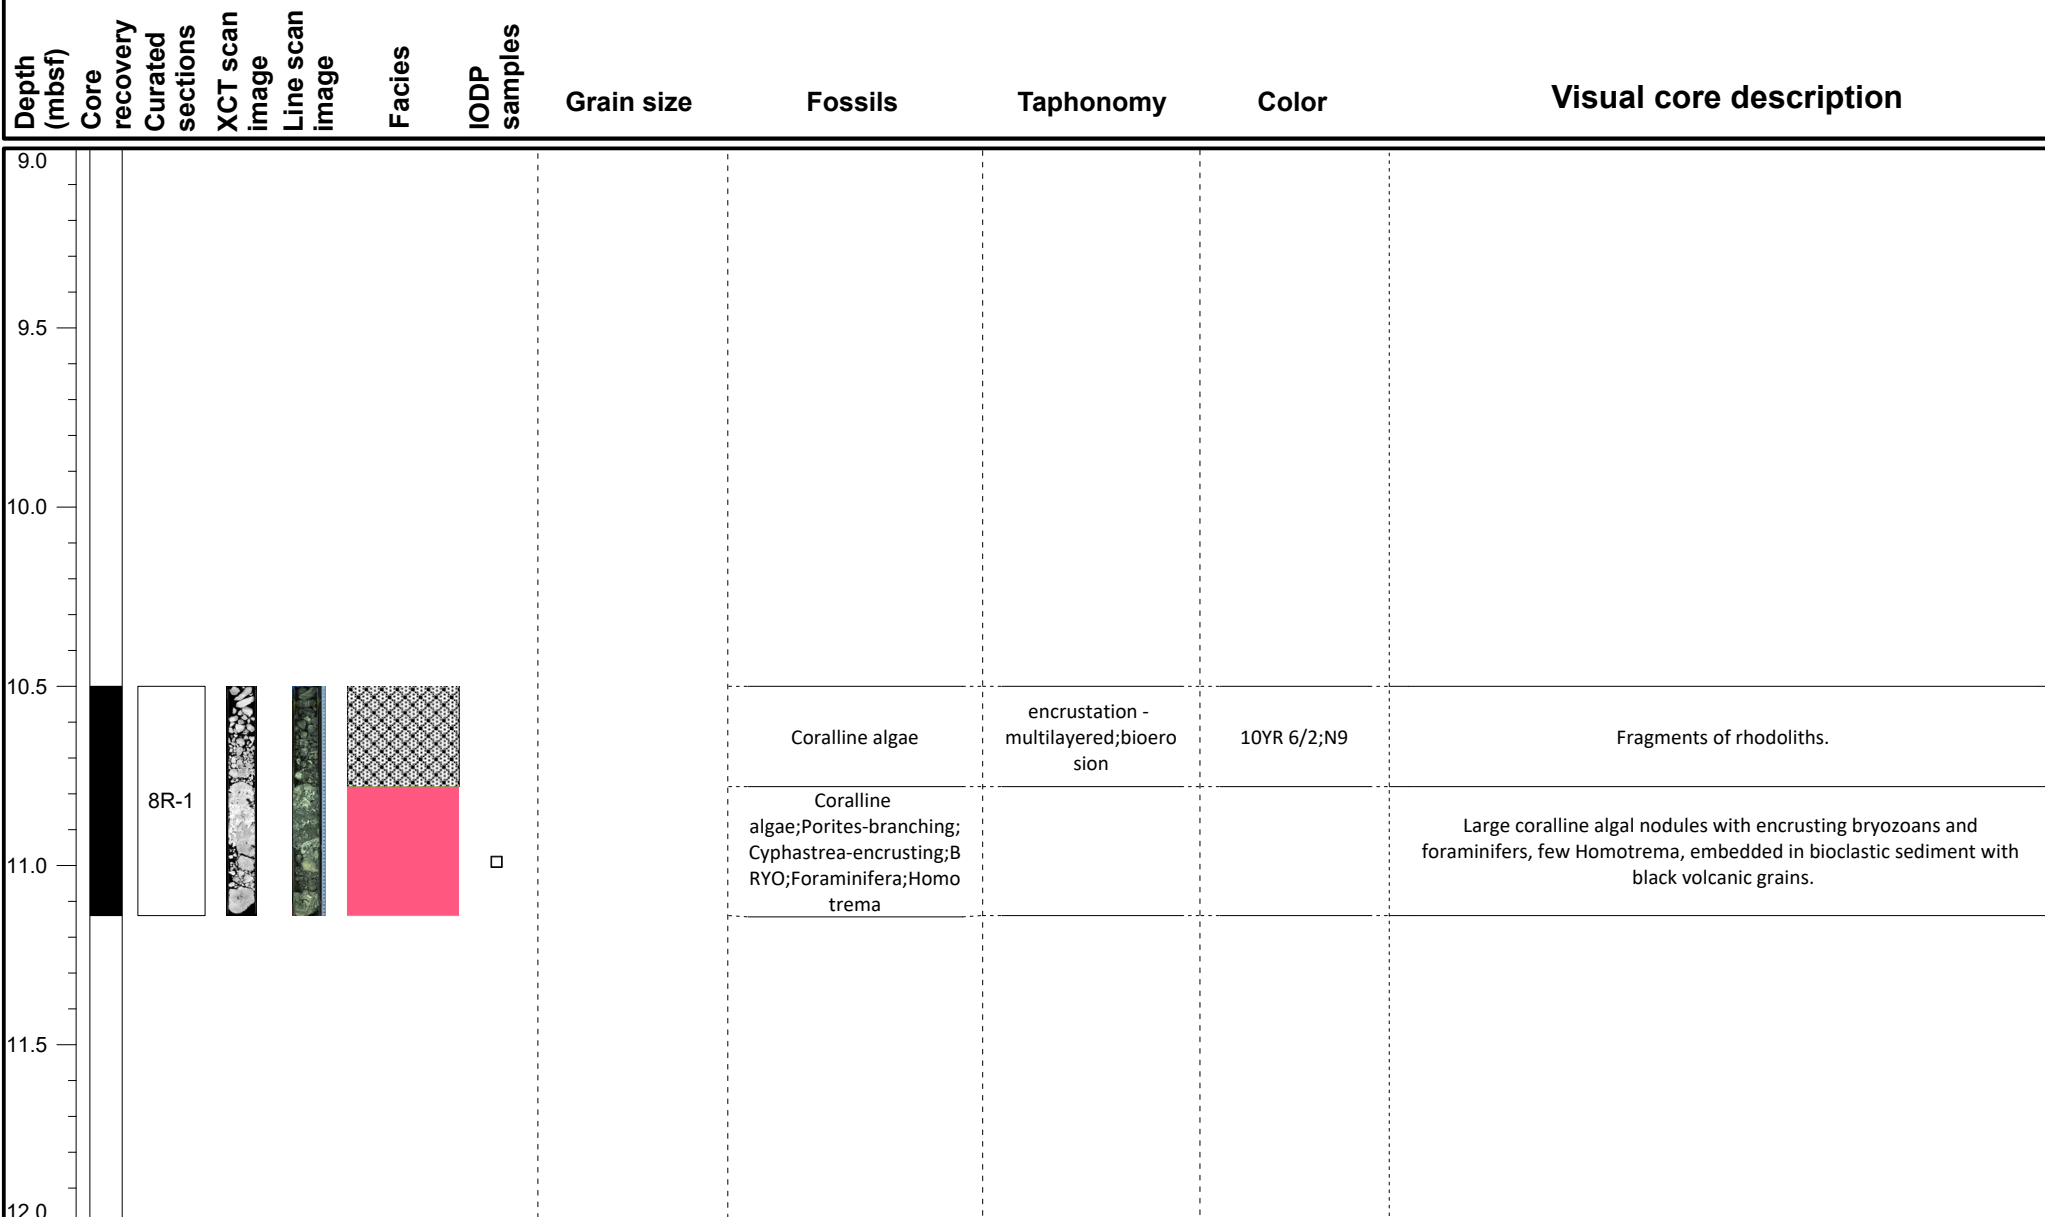 Depth
(mbsf)
Core
recovery
Curated
sections
XCT scan
image
Line scan
image
Facies
IODP
samples
Grain size
Fossils
Taphonomy
Color
Visual core description
9.0
9.5
10.0
10.5
8R-1
Coralline algae
encrustation -
multilayered;bioero
sion
10YR 6/2;N9
Fragments of rhodoliths.
Coralline
algae;Porites-branching;
Cyphastrea-encrusting;B
RYO;Foraminifera;Homo
trema
Large coralline algal nodules with encrusting bryozoans and
foraminifers, few Homotrema, embedded in bioclastic sediment with
black volcanic grains.
11.0
11.5
12.0